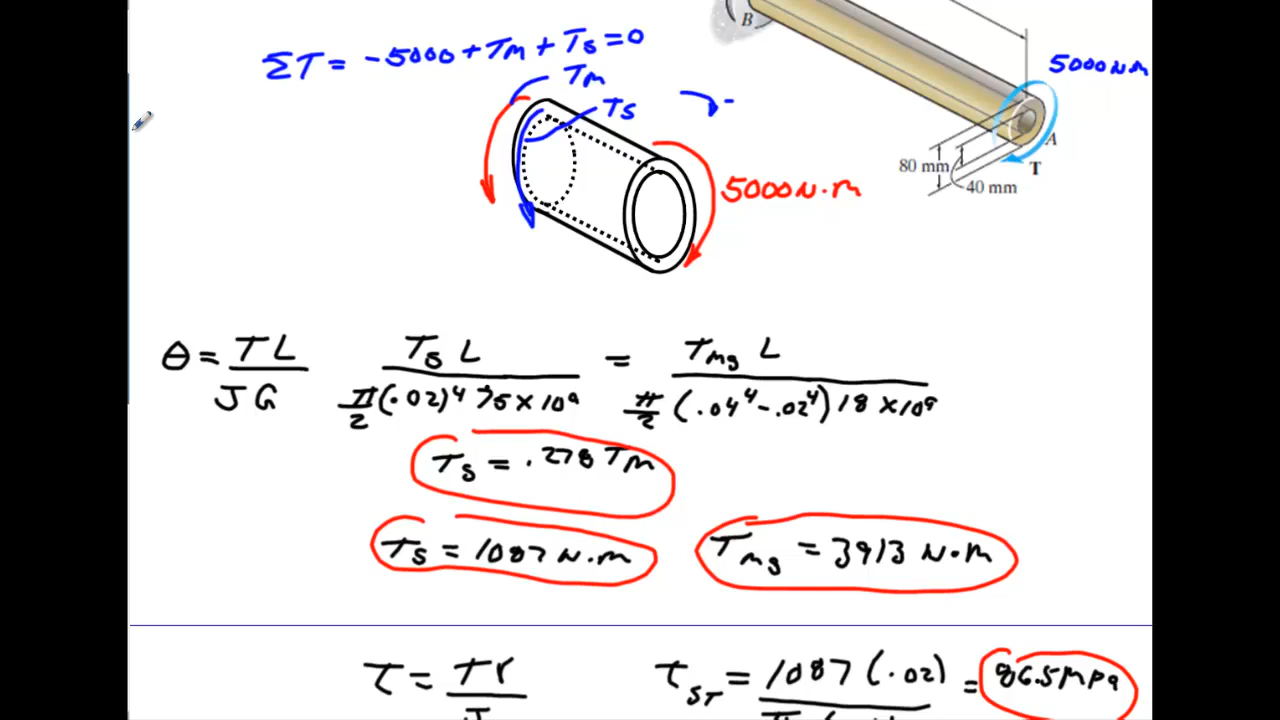 B
ΣT = -5000 + Tm + Ts = 0
5000 N·m
Tm
Ts
A
80 mm
T
40 mm
5000 N·m
θ = TL / JG
Ts L / π/2 (.02)⁴ 75 x 10⁹ = Tmg L / π/2 (.04⁴ - .02⁴) 18 x 10⁹
Ts = .278 Tm
Ts = 1087 N·m Tmg = 3913 N·m
τ = Tr / J τST = 1087 (.02) = 86.5 MPa